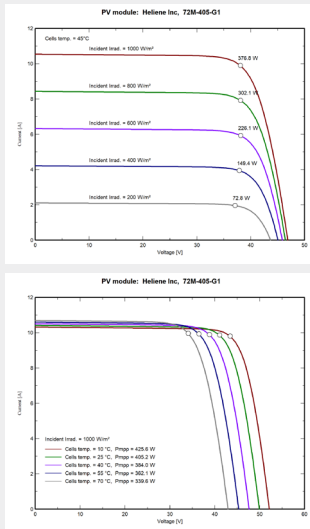 PV module: Heliene Inc, 72M-405-G1
12
Cells temp. = 45°C
Incident Irrad. = 1000 W/m²
378.8 W
10
Incident Irrad. = 800 W/m²
302.1 W
8
Incident Irrad. = 600 W/m²
226.1 W
6
Current [A]
Incident Irrad. = 400 W/m²
149.4 W
4
Incident Irrad. = 200 W/m²
72.8 W
2
0
0 10 20 30 40 50
Voltage [V]
PV module: Heliene Inc, 72M-405-G1
12
10
8
6
Current [A]
4
Incident Irrad. = 1000 W/m²
Cells temp. = 10 °C, Pmpp = 425.6 W
Cells temp. = 25 °C, Pmpp = 405.2 W
2
Cells temp. = 40 °C, Pmpp = 384.0 W
Cells temp. = 55 °C, Pmpp = 362.1 W
Cells temp. = 70 °C, Pmpp = 339.6 W
0
0 10 20 30 40 50 60
Voltage [V]